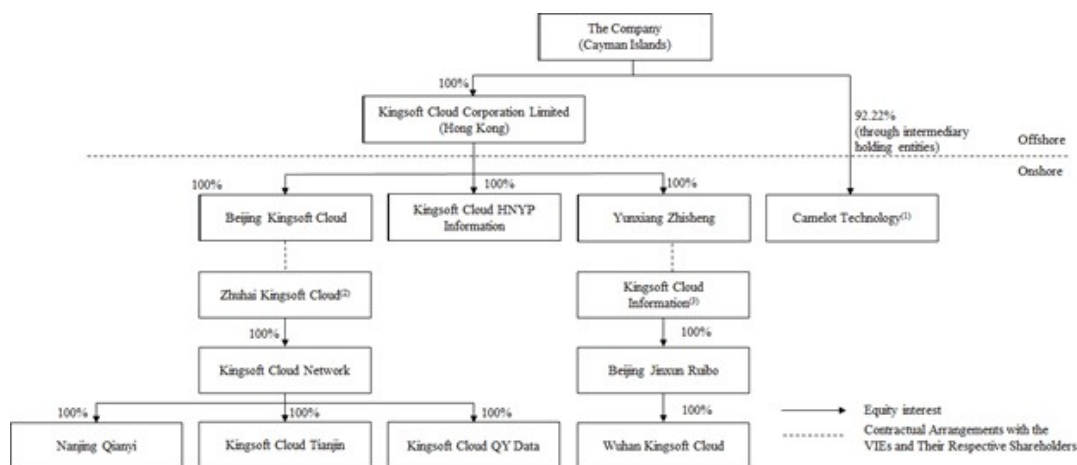 The Company
(Cayman Islands)
100%
Kingsoft Cloud Corporation Limited
(Hong Kong)
92.22%
(through intermediary
holding entities)
Offshore
Onshore
100%
100%
100%
Beijing Kingsoft Cloud
Kingsoft Cloud HNYP
Information
Yunxiang Zhisheng
Camelot Technology(1)
Zhuhai Kingsoft Cloud(2)
Kingsoft Cloud
Information(3)
100%
100%
Kingsoft Cloud Network
Beijing Jinxun Ruibo
100%
100%
100%
100%
Nanjing Qianyi
Kingsoft Cloud Tianjin
Kingsoft Cloud QY Data
Wuhan Kingsoft Cloud
Equity interest
Contractual Arrangements with the
VIEs and Their Respective Shareholders